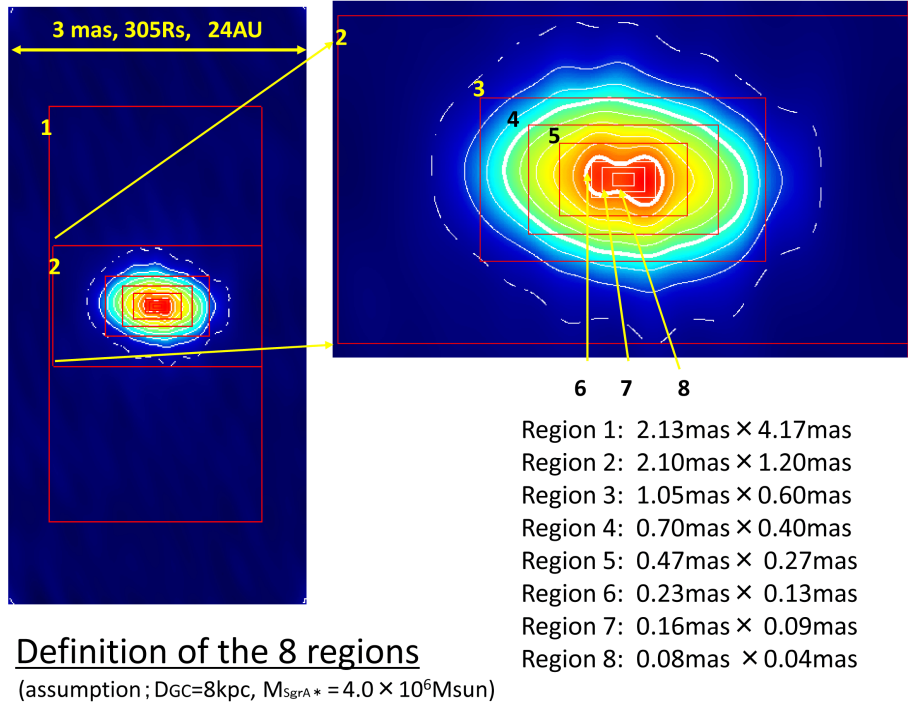 3 mas, 305Rs, 24AU
1
2
2
3
4
5
6 7 8
Region 1: 2.13mas × 4.17mas
Region 2: 2.10mas × 1.20mas
Region 3: 1.05mas × 0.60mas
Region 4: 0.70mas × 0.40mas
Region 5: 0.47mas × 0.27mas
Region 6: 0.23mas × 0.13mas
Region 7: 0.16mas × 0.09mas
Region 8: 0.08mas × 0.04mas
Definition of the 8 regions
(assumption ; DGC=8kpc, MSgrA* = 4.0 × 10⁶Msun)